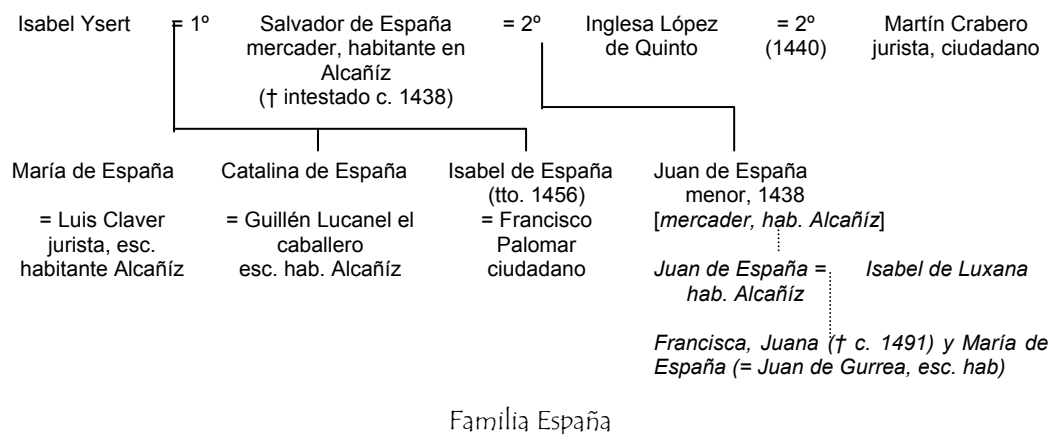 Isabel Ysert = 1º Salvador de España = 2º Inglesa López = 2º Martín Crabero
mercader, habitante en de Quinto (1440) jurista, ciudadano
Alcañíz
(† intestado c. 1438)
María de España Catalina de España Isabel de España Juan de España
(tto. 1456) menor, 1438
= Luis Claver = Guillén Lucanel el = Francisco [mercader, hab. Alcañíz]
jurista, esc. caballero Palomar
habitante Alcañíz esc. hab. Alcañíz ciudadano
Juan de España = Isabel de Luxana
hab. Alcañíz
Francisca, Juana († c. 1491) y María de
España (= Juan de Gurrea, esc. hab)
Familia España